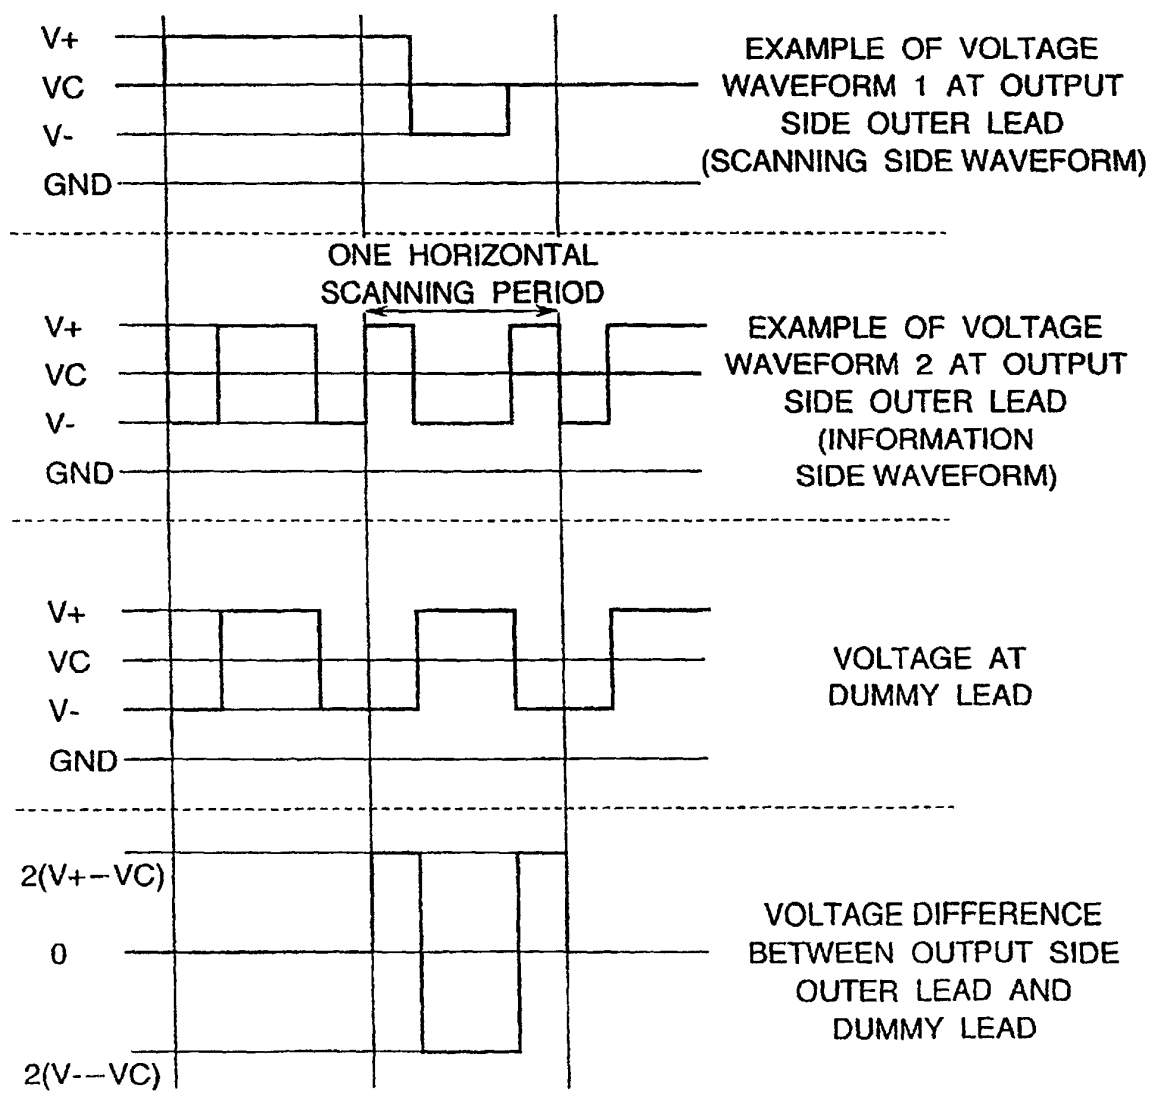 V+
VC
V-
GND
EXAMPLE OF VOLTAGE
WAVEFORM 1 AT OUTPUT
SIDE OUTER LEAD
(SCANNING SIDE WAVEFORM)
ONE HORIZONTAL
SCANNING PERIOD
V+
VC
V-
GND
EXAMPLE OF VOLTAGE
WAVEFORM 2 AT OUTPUT
SIDE OUTER LEAD
(INFORMATION
SIDE WAVEFORM)
V+
VC
V-
GND
VOLTAGE AT
DUMMY LEAD
2(V+−VC)
0
2(V-−VC)
VOLTAGE DIFFERENCE
BETWEEN OUTPUT SIDE
OUTER LEAD AND
DUMMY LEAD